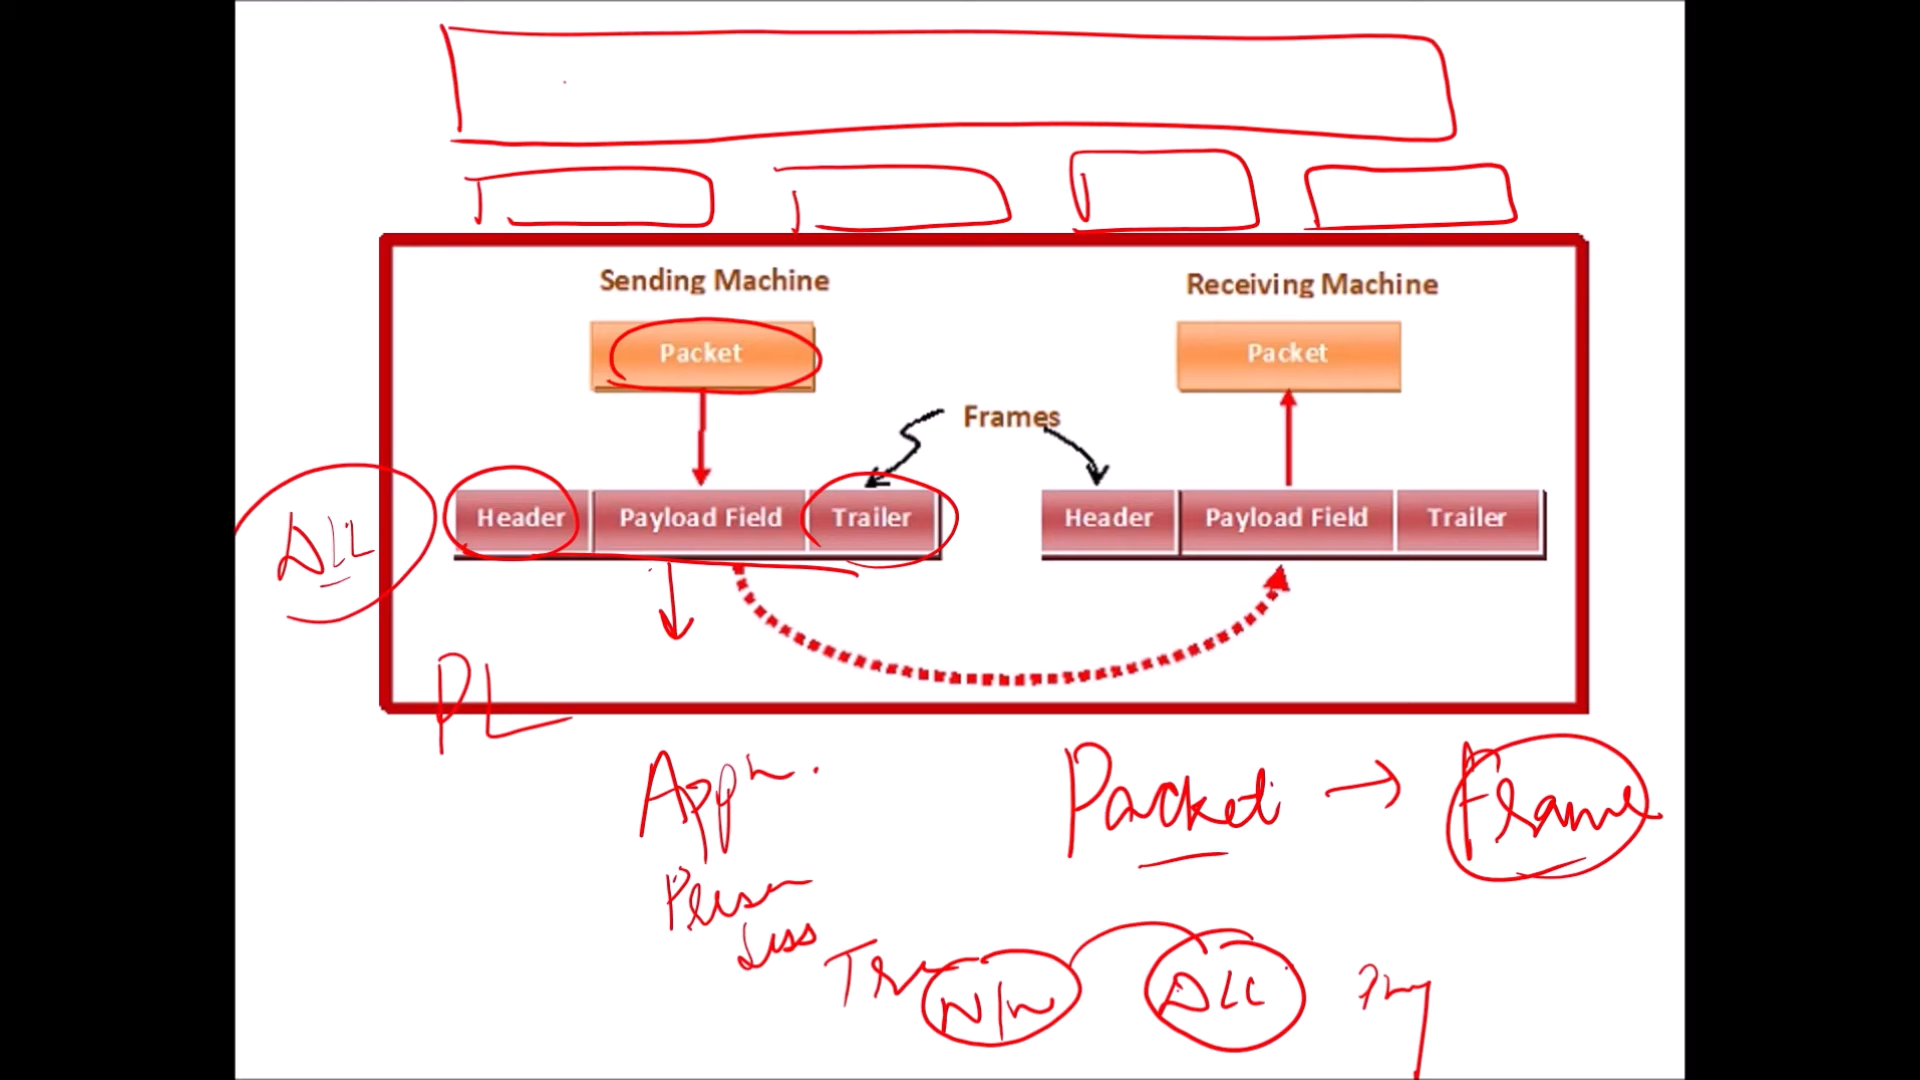 Sending Machine
Receiving Machine
Packet
Packet
Frames
Header
Payload Field
Trailer
Header
Payload Field
Trailer
DLL
PL
Appn.
Packet → Frame
N/w
DLL
Phy